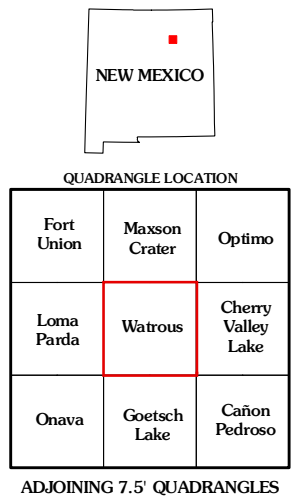 NEW MEXICO
QUADRANGLE LOCATION
Fort
Union
Maxson
Crater
Optimo
Loma
Parda
Watrous
Cherry
Valley
Lake
Onava
Goetsch
Lake
Cañon
Pedroso
ADJOINING 7.5' QUADRANGLES